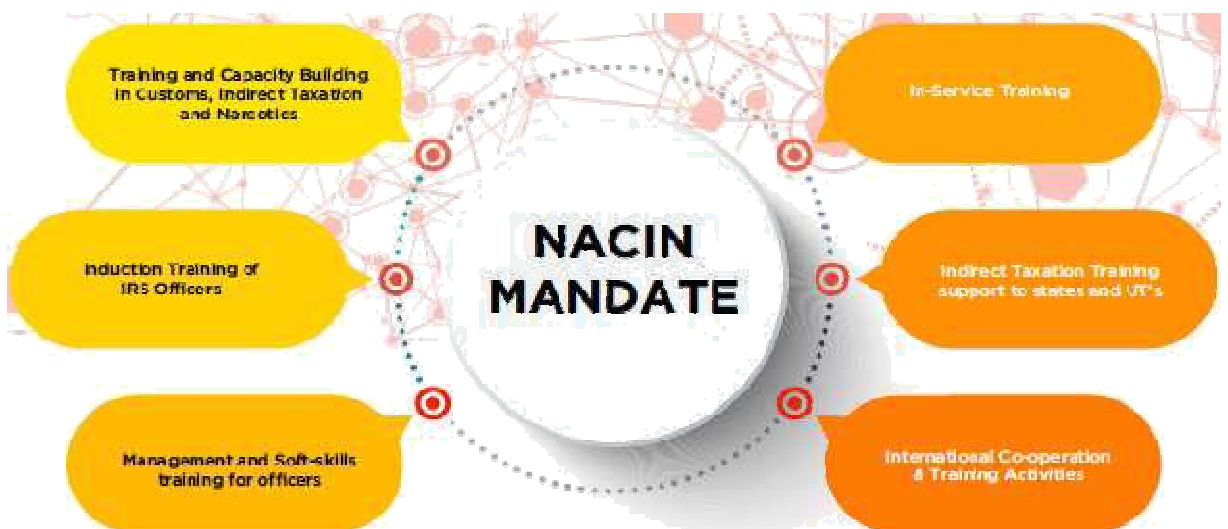 Training and Capacity Building
in Customs, Indirect Taxation
and Narcotics
Induction Training of
IRS Officers
Management and Soft-skills
training for officers
NACIN
MANDATE
In-Service Training
Indirect Taxation Training
support to states and UT's
International Co-operation
& Training Activities